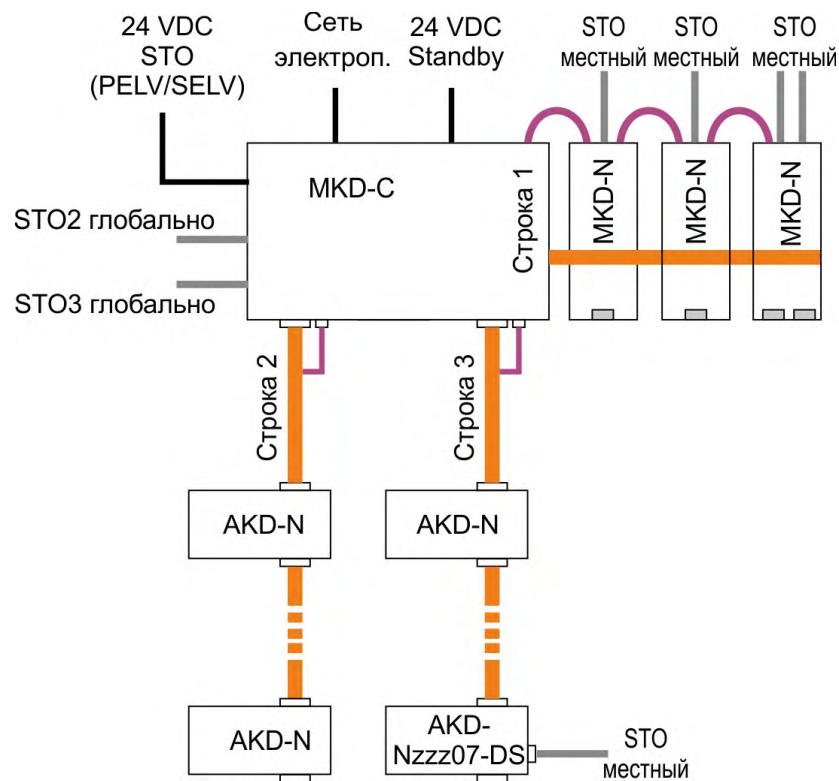 24 VDC
STO
(PELV/SELV)
Сеть
электроп.
24 VDC
Standby
STO
местный
STO
местный
STO
местный
MKD-C
Строка 1
MKD-N
MKD-N
MKD-N
STO2 глобально
STO3 глобально
Строка 2
Строка 3
AKD-N
AKD-N
AKD-N
AKD-
Nzzz07-DS
STO
местный